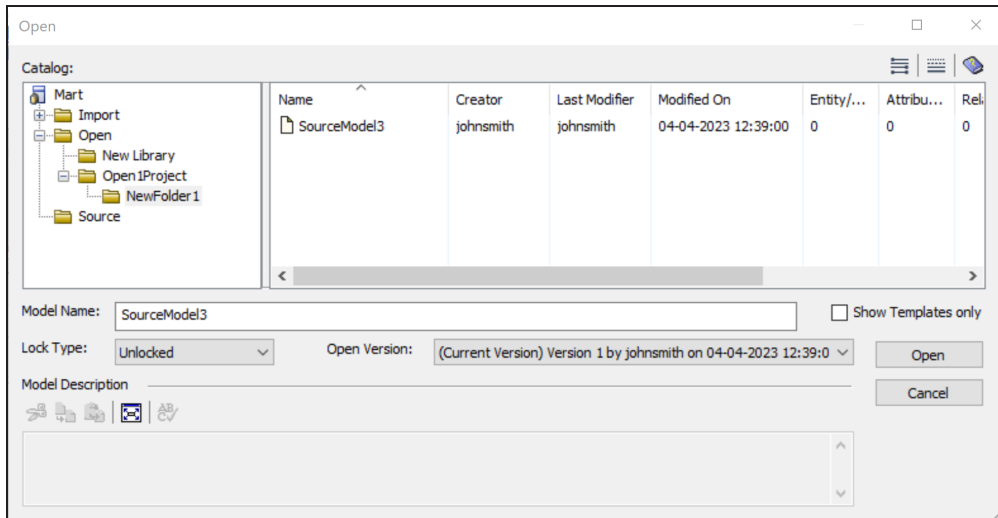 Open
Catalog:
Mart
Import
Open
New Library
Open1Project
NewFolder1
Source
Name Creator Last Modifier Modified On Entity/... Attribu...
SourceModel3 johnsmith johnsmith 04-04-2023 12:39:00 0 0 0
Model Name: SourceModel3 Show Templates only
Lock Type: Unlocked Open Version: (Current Version) Version 1 by johnsmith on 04-04-2023 12:39:0 Open
Model Description Cancel
ABC